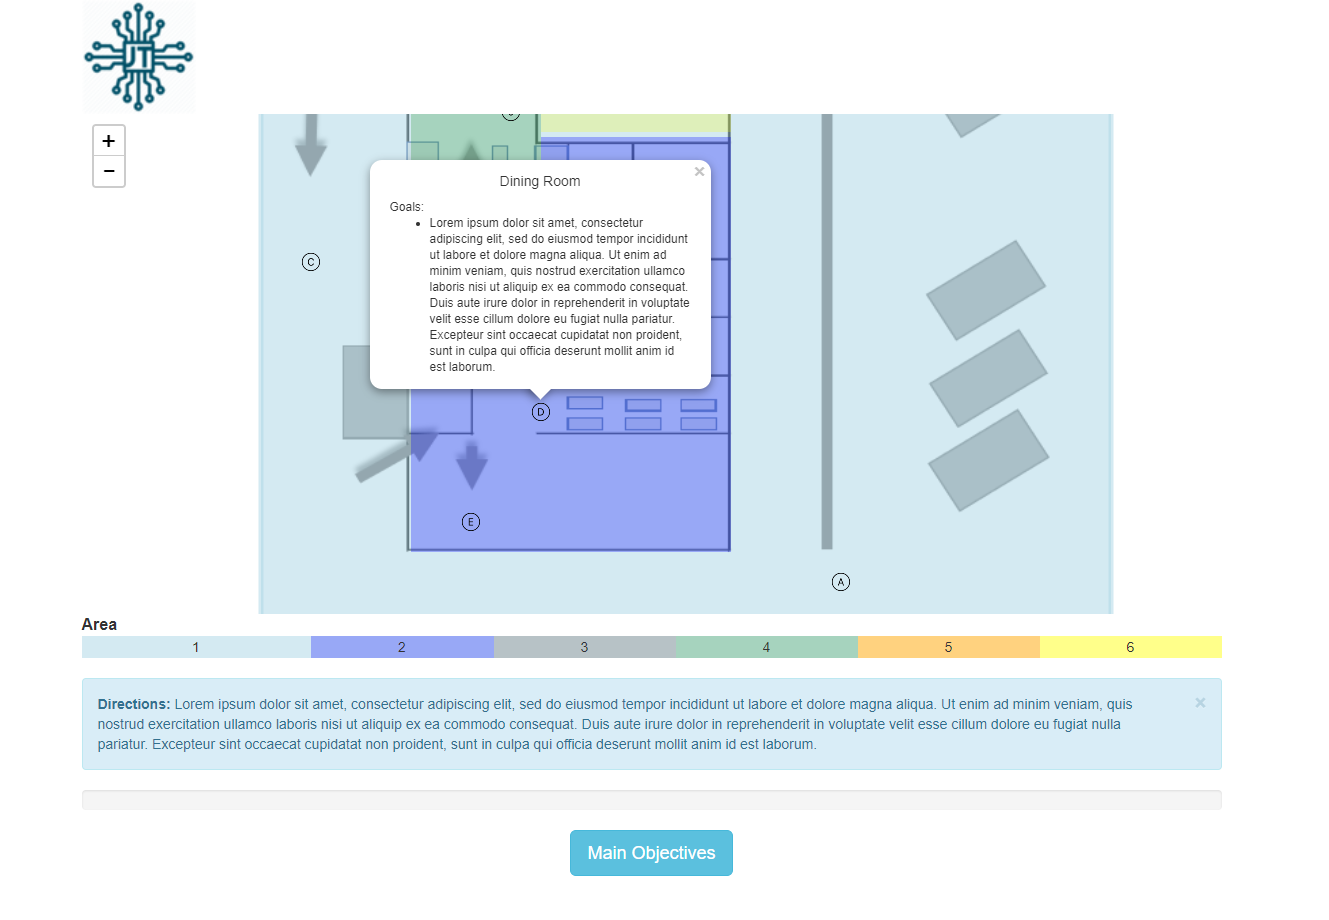 JT
+
−
Dining Room
×
Goals:
• Lorem ipsum dolor sit amet, consectetur
adipiscing elit, sed do eiusmod tempor incididunt
ut labore et dolore magna aliqua. Ut enim ad
minim veniam, quis nostrud exercitation ullamco
laboris nisi ut aliquip ex ea commodo consequat.
Duis aute irure dolor in reprehenderit in voluptate
velit esse cillum dolore eu fugiat nulla pariatur.
Excepteur sint occaecat cupidatat non proident,
sunt in culpa qui officia deserunt mollit anim id
est laborum.
C
D
E
A
Area
1 2 3 4 5 6
Directions: Lorem ipsum dolor sit amet, consectetur adipiscing elit, sed do eiusmod tempor incididunt ut labore et dolore magna aliqua. Ut enim ad minim veniam, quis
nostrud exercitation ullamco laboris nisi ut aliquip ex ea commodo consequat. Duis aute irure dolor in reprehenderit in voluptate velit esse cillum dolore eu fugiat nulla
pariatur. Excepteur sint occaecat cupidatat non proident, sunt in culpa qui officia deserunt mollit anim id est laborum.
×
Main Objectives